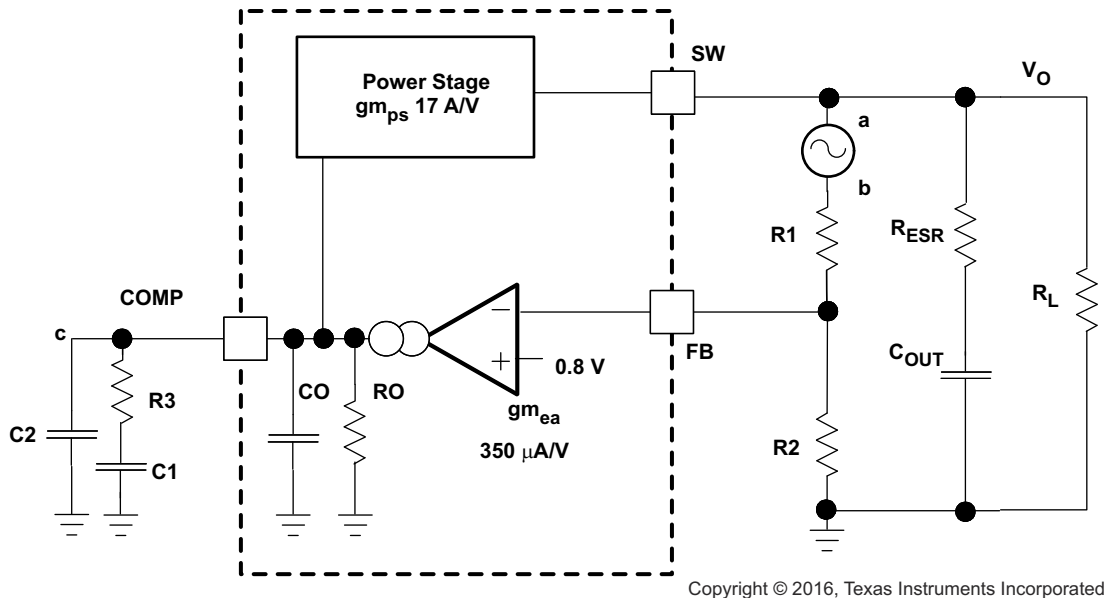 SW
Power Stage
gmps 17 A/V
VO
a
b
R1
RESR
RL
COMP
c
FB
0.8 V
COUT
CO
RO
R3
gmea
C2
350 µA/V
R2
C1
Copyright © 2016, Texas Instruments Incorporated